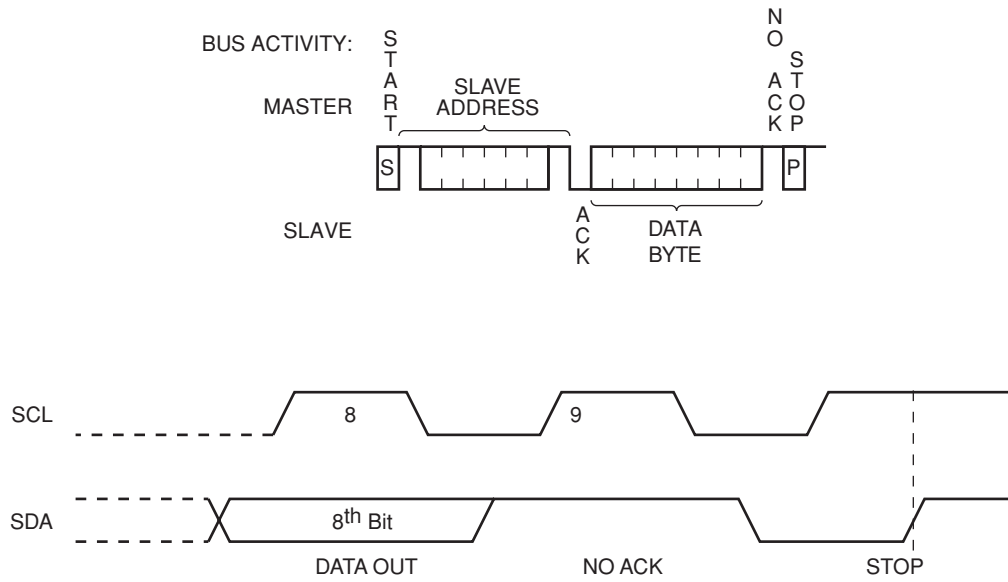 BUS ACTIVITY:
MASTER
START
SLAVE
ADDRESS
NO ACK
STOP
S
P
SLAVE
ACK
DATA
BYTE
SCL
8
9
SDA
8th Bit
DATA OUT
NO ACK
STOP